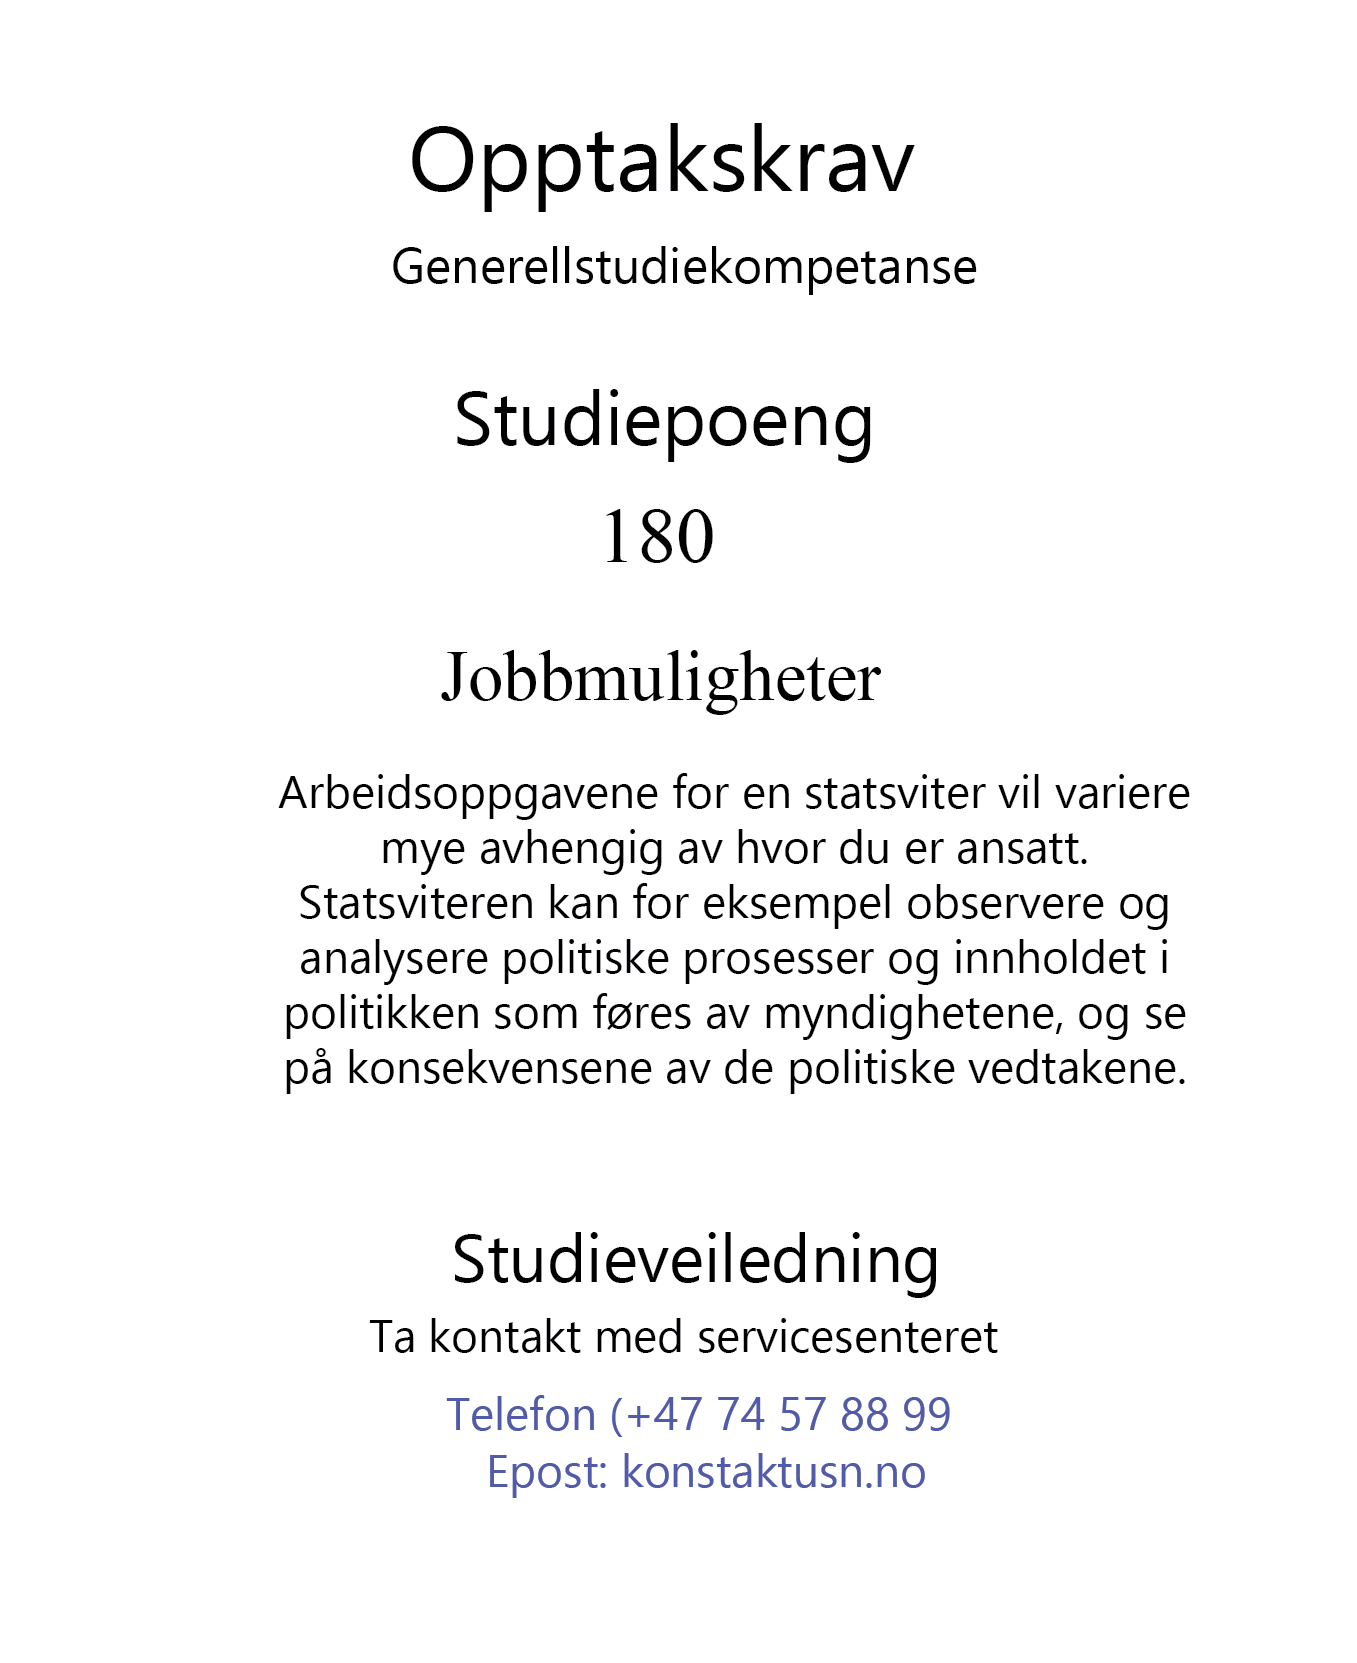 Opptakskrav
Generellstudiekompetanse
Studiepoeng
180
Jobbmuligheter
Arbeidsoppgavene for en statsviter vil variere
mye avhengig av hvor du er ansatt.
Statsviteren kan for eksempel observere og
analysere politiske prosesser og innholdet i
politikken som føres av myndighetene, og se
på konsekvensene av de politiske vedtakene.
Studieveiledning
Ta kontakt med servicesenteret
Telefon (+47 74 57 88 99
Epost: konstaktusn.no